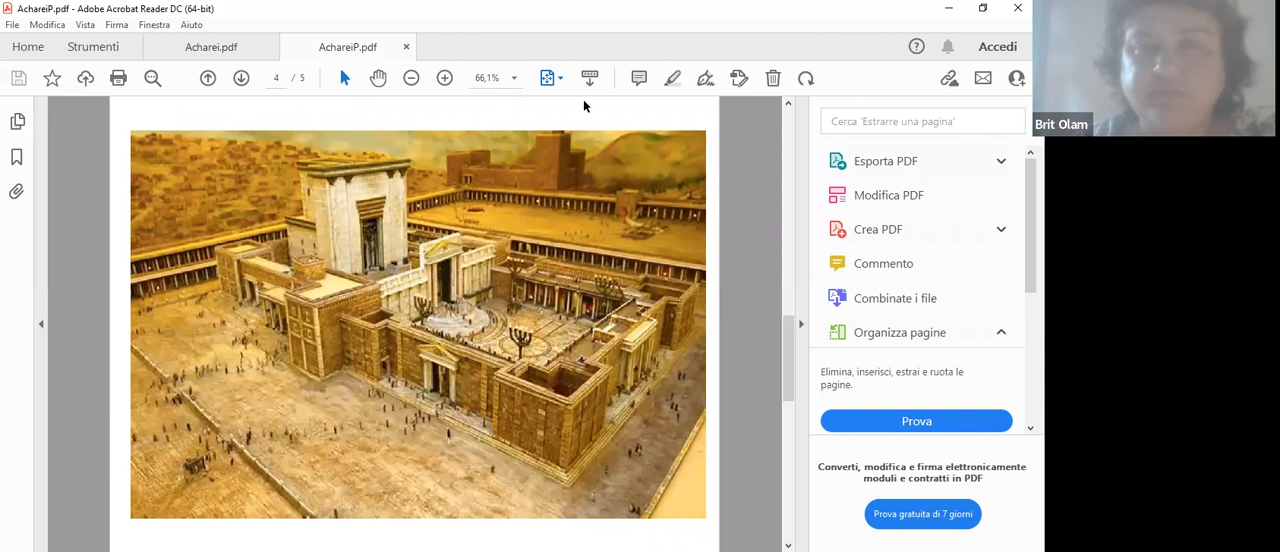 AchareiP.pdf - Adobe Acrobat Reader DC (64-bit)
File Modifica Vista Firma Finestra Aiuto
Home Strumenti Acharei.pdf AchareiP.pdf × Accedi
4 / 5 66,1%
Brit Olam
Cerca 'Estrarre una pagina'
Esporta PDF
Modifica PDF
Crea PDF
Commento
Combinate i file
Organizza pagine
Elimina, inserisci, estrai e ruota le
pagine.
Prova
Converti, modifica e firma elettronicamente
moduli e contratti in PDF
Prova gratuita di 7 giorni